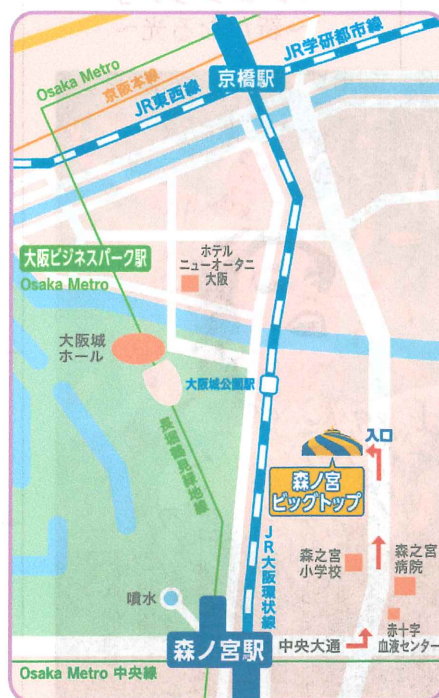 Osaka Metro
京阪本線
JR東西線
JR学研都市線
京橋駅
大阪ビジネスパーク駅
Osaka Metro
ホテル
ニューオータニ
大阪
大阪城
ホール
大阪城公園駅
長堀鶴見緑地線
入口
森ノ宮
ビッグトップ
JR大阪環状線
森之宮
小学校
森之宮
病院
赤十字
血液センター
噴水
森ノ宮駅
中央大通
Osaka Metro 中央線